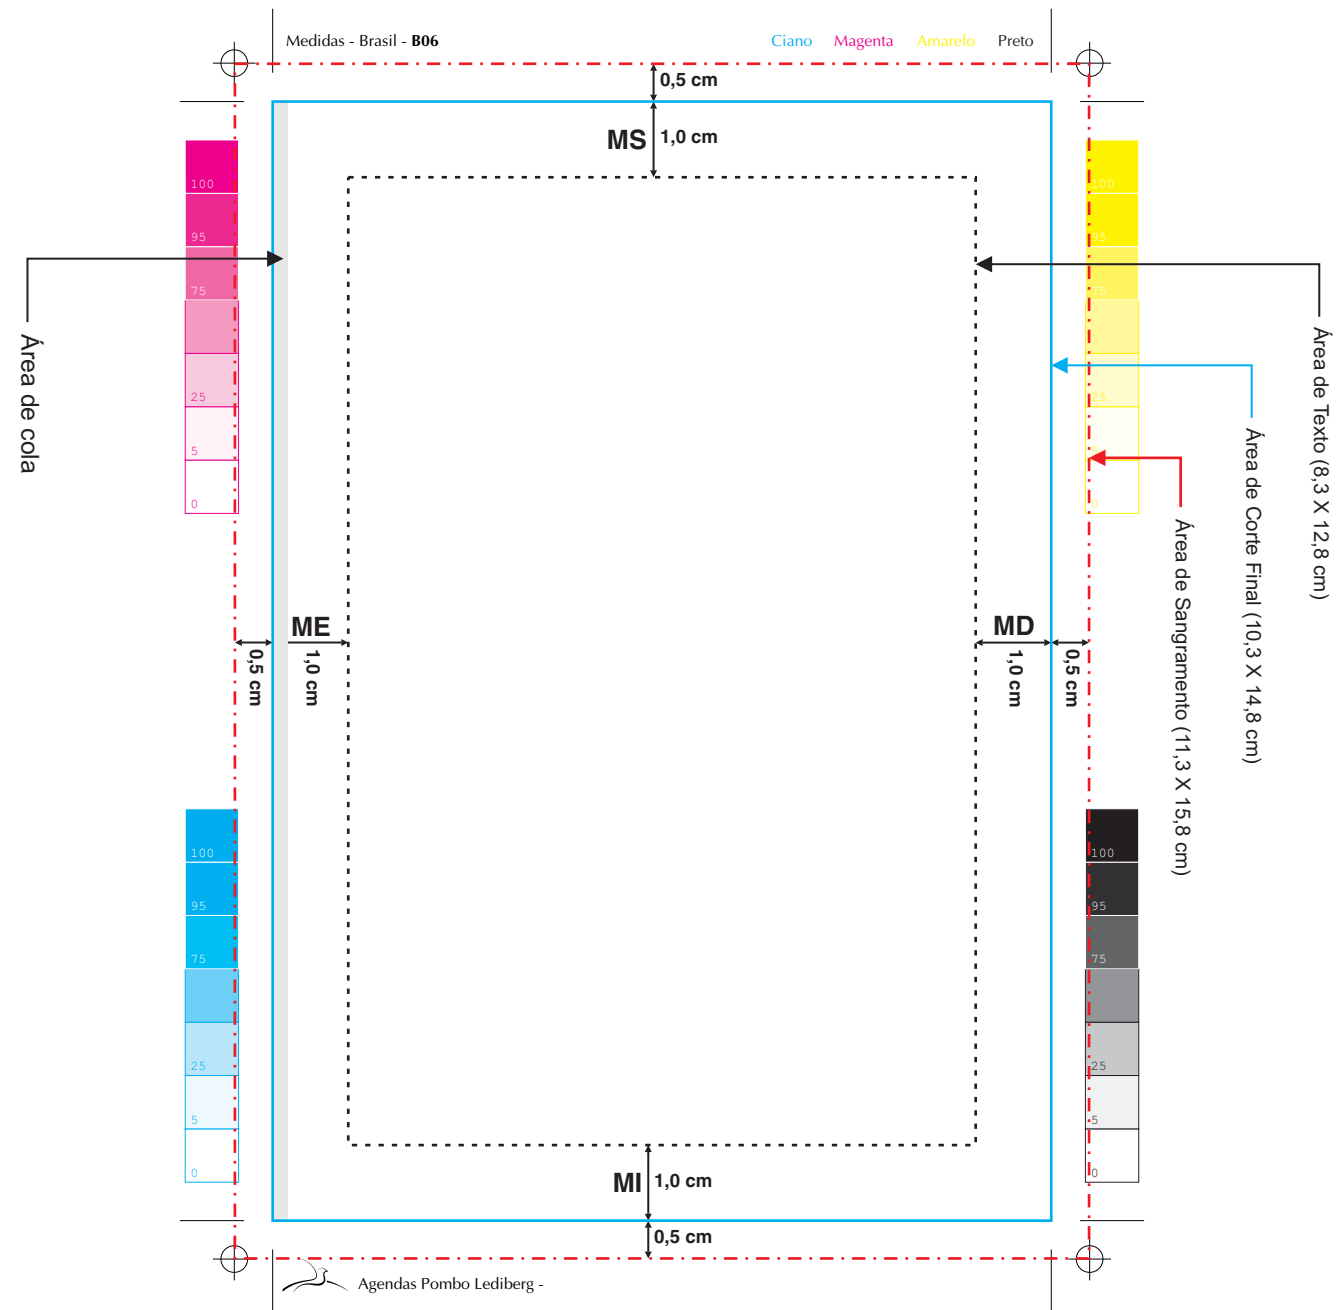 Medidas - Brasil - B06
Ciano Magenta Amarelo Preto
0,5 cm
MS 1,0 cm
100
95
75
25
5
0
100
95
75
25
5
0
Área de cola
Área de Texto (8,3 X 12,8 cm)
Área de Corte Final (10,3 X 14,8 cm)
Área de Sangramento (11,3 X 15,8 cm)
0,5 cm
ME
1,0 cm
MD
1,0 cm
0,5 cm
100
95
75
25
5
0
100
95
75
25
5
0
MI 1,0 cm
0,5 cm
Agendas Pombo Lediberg -